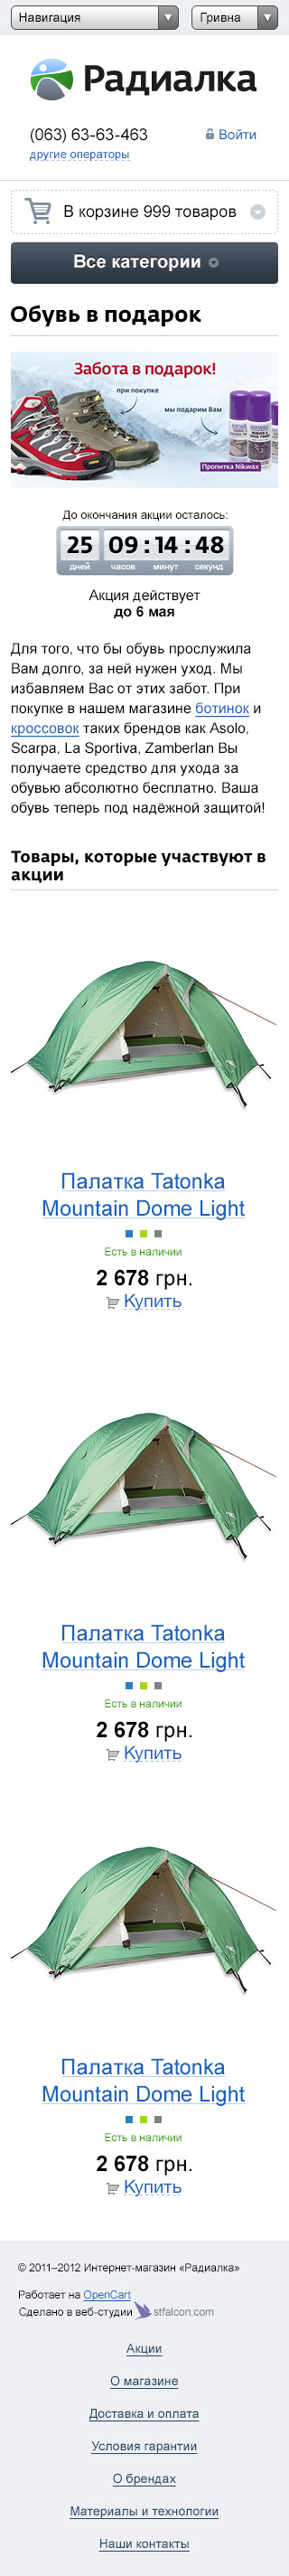 Навигация
Гривна
Радиалка
(063) 63-63-463
Войти
другие операторы
В корзине 999 товаров
Все категории
Обувь в подарок
Забота в подарок!
при покупке
мы подарим Вам
Пропитка Nikwax
До окончания акции осталось:
25 09 : 14 : 48
дней часов минут секунд
Акция действует
до 6 мая
Для того, что бы обувь прослужила
Вам долго, за ней нужен уход. Мы
избавляем Вас от этих забот. При
покупке в нашем магазине ботинок и
кроссовок таких брендов как Asolo,
Scarpa, La Sportiva, Zamberlan Вы
получаете средство для ухода за
обувью абсолютно бесплатно. Ваша
обувь теперь под надёжной защитой!
Товары, которые участвуют в
акции
Палатка Tatonka
Mountain Dome Light
Есть в наличии
2 678 грн.
Купить
Палатка Tatonka
Mountain Dome Light
Есть в наличии
2 678 грн.
Купить
Палатка Tatonka
Mountain Dome Light
Есть в наличии
2 678 грн.
Купить
© 2011–2012 Интернет-магазин «Радиалка»
Работает на OpenCart
Сделано в веб-студии stfalcon.com
Акции
О магазине
Доставка и оплата
Условия гарантии
О брендах
Материалы и технологии
Наши контакты